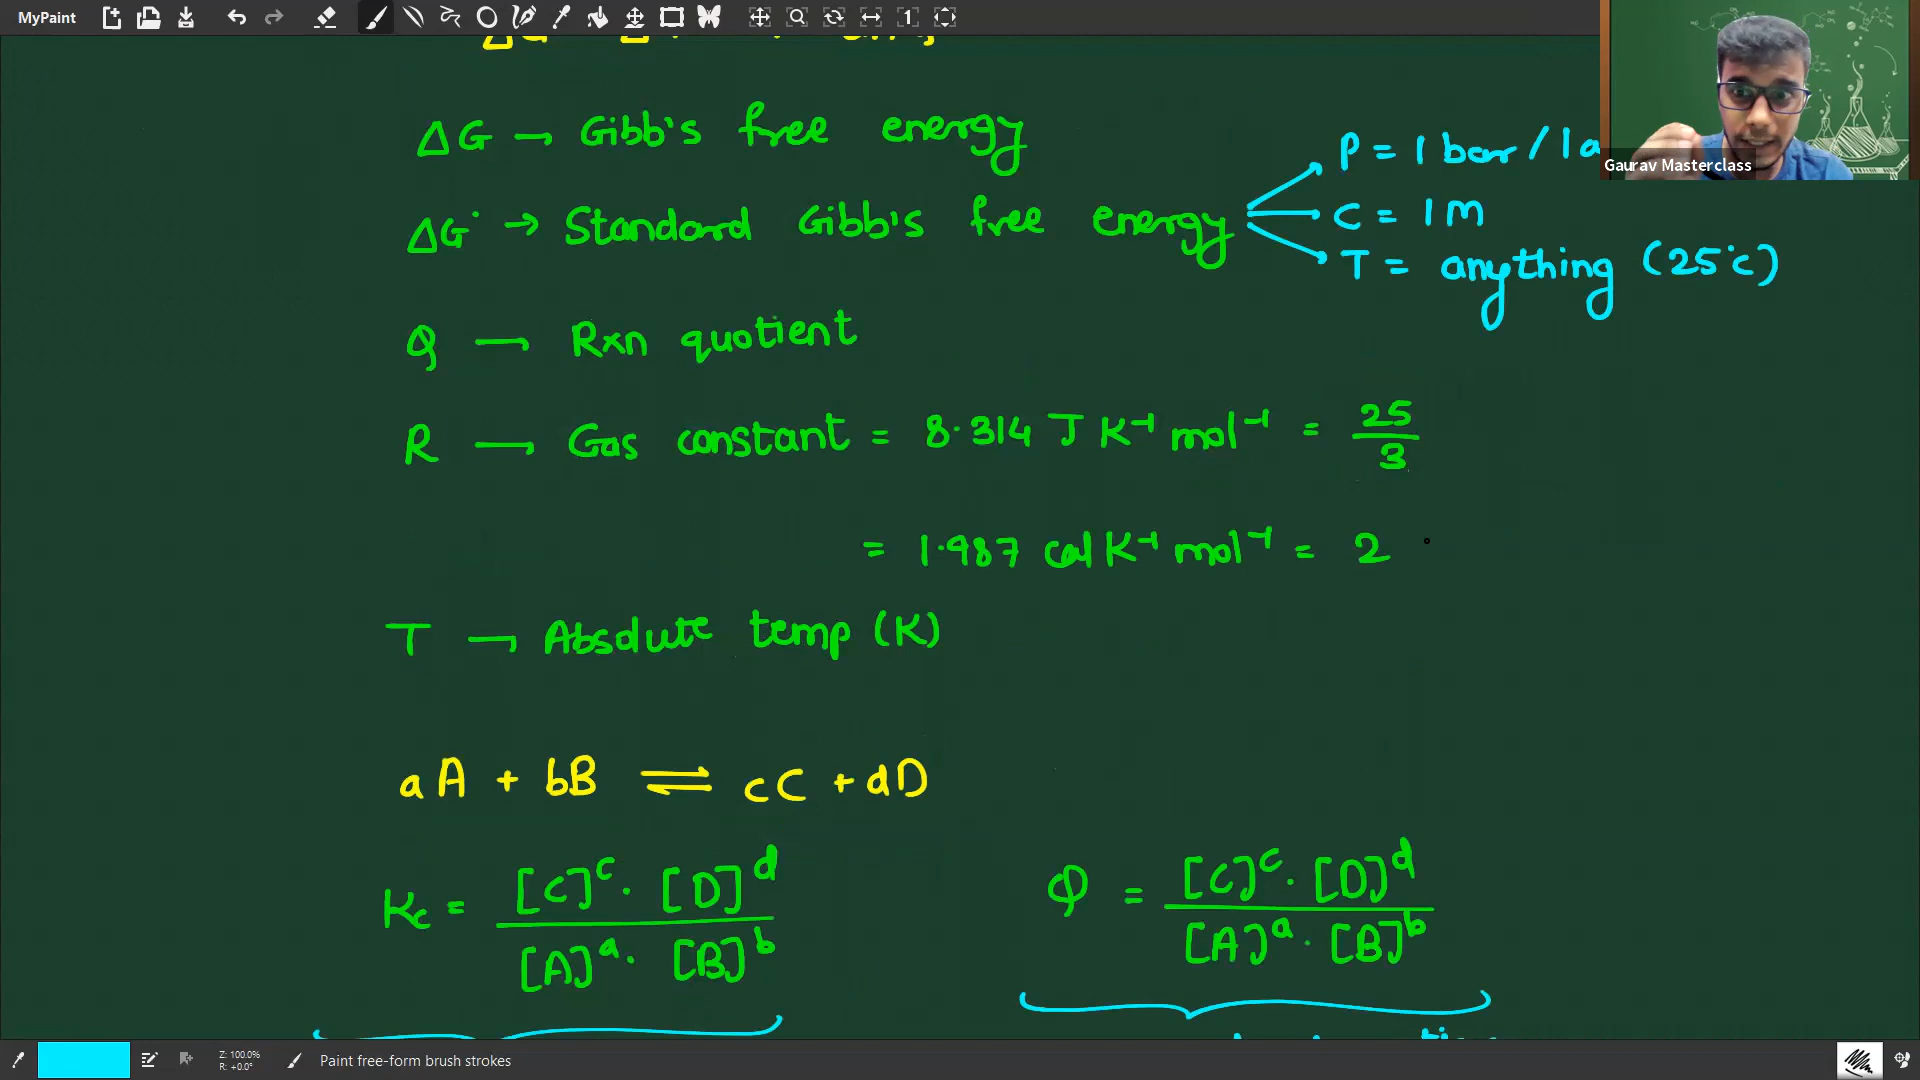 MyPaint
ΔG → Gibb's free energy
P = 1 bar / 1 a
Gaurav Masterclass
ΔG° → Standard Gibb's free energy
C = 1 M
T = anything (25°C)
Q → Rxn quotient
R → Gas constant = 8.314 J K⁻¹ mol⁻¹ = 25/3
= 1.987 cal K⁻¹ mol⁻¹ = 2
T → Absolute temp (K)
aA + bB ⇌ cC + dD
Kc = [C]ᶜ · [D]ᵈ / [A]ᵃ · [B]ᵇ
Q = [C]ᶜ · [D]ᵈ / [A]ᵃ · [B]ᵇ
Z: 100.0%
R: +0.0°
Paint free-form brush strokes